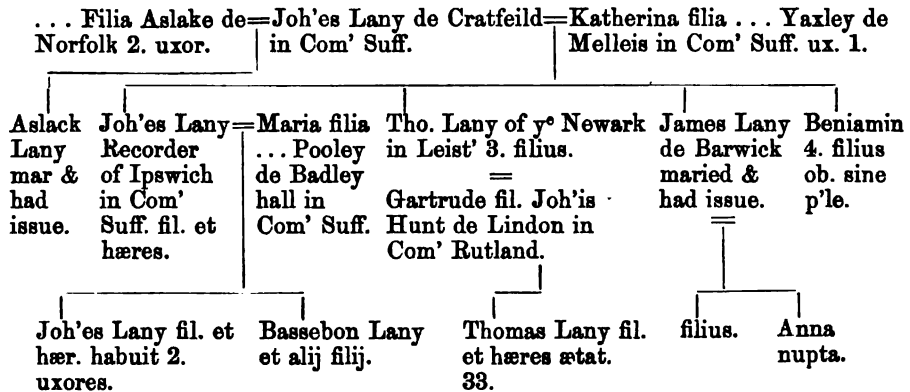 . . . Filia Aslake de=Joh'es Lany de Cratfeild=Katherina filia . . . Yaxley de
Norfolk 2. uxor.
in Com' Suff.
Melleis in Com' Suff. ux. 1.
Aslack
Lany
mar &
had
issue.
Joh'es Lany=Maria filia
Recorder
of Ipswich
in Com'
Suff. fil. et
hæres.
. . . Pooley
de Badley
hall in
Com' Suff.
Tho. Lany of yᵉ Newark
in Leist' 3. filius.
=
Gartrude fil. Joh'is
Hunt de Lindon in
Com' Rutland.
James Lany
de Barwick
maried &
had issue.
=
Beniamin
4. filius
ob. sine
p'le.
Joh'es Lany fil. et
hær. habuit 2.
uxores.
Bassebon Lany
et alij filij.
Thomas Lany fil.
et hæres ætat.
33.
filius.
Anna
nupta.